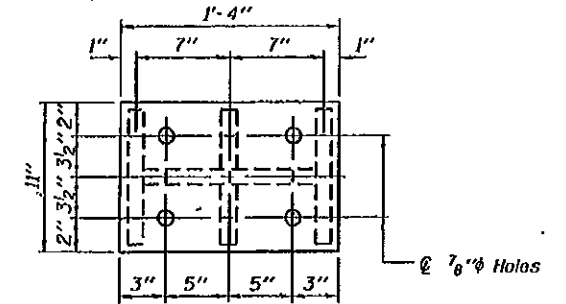 1'-4"
1" 7" 7" 1"
11"
2" 3½" 3½" 2"
℄ ⅞"ϕ Holes
3" 5" 5" 3"